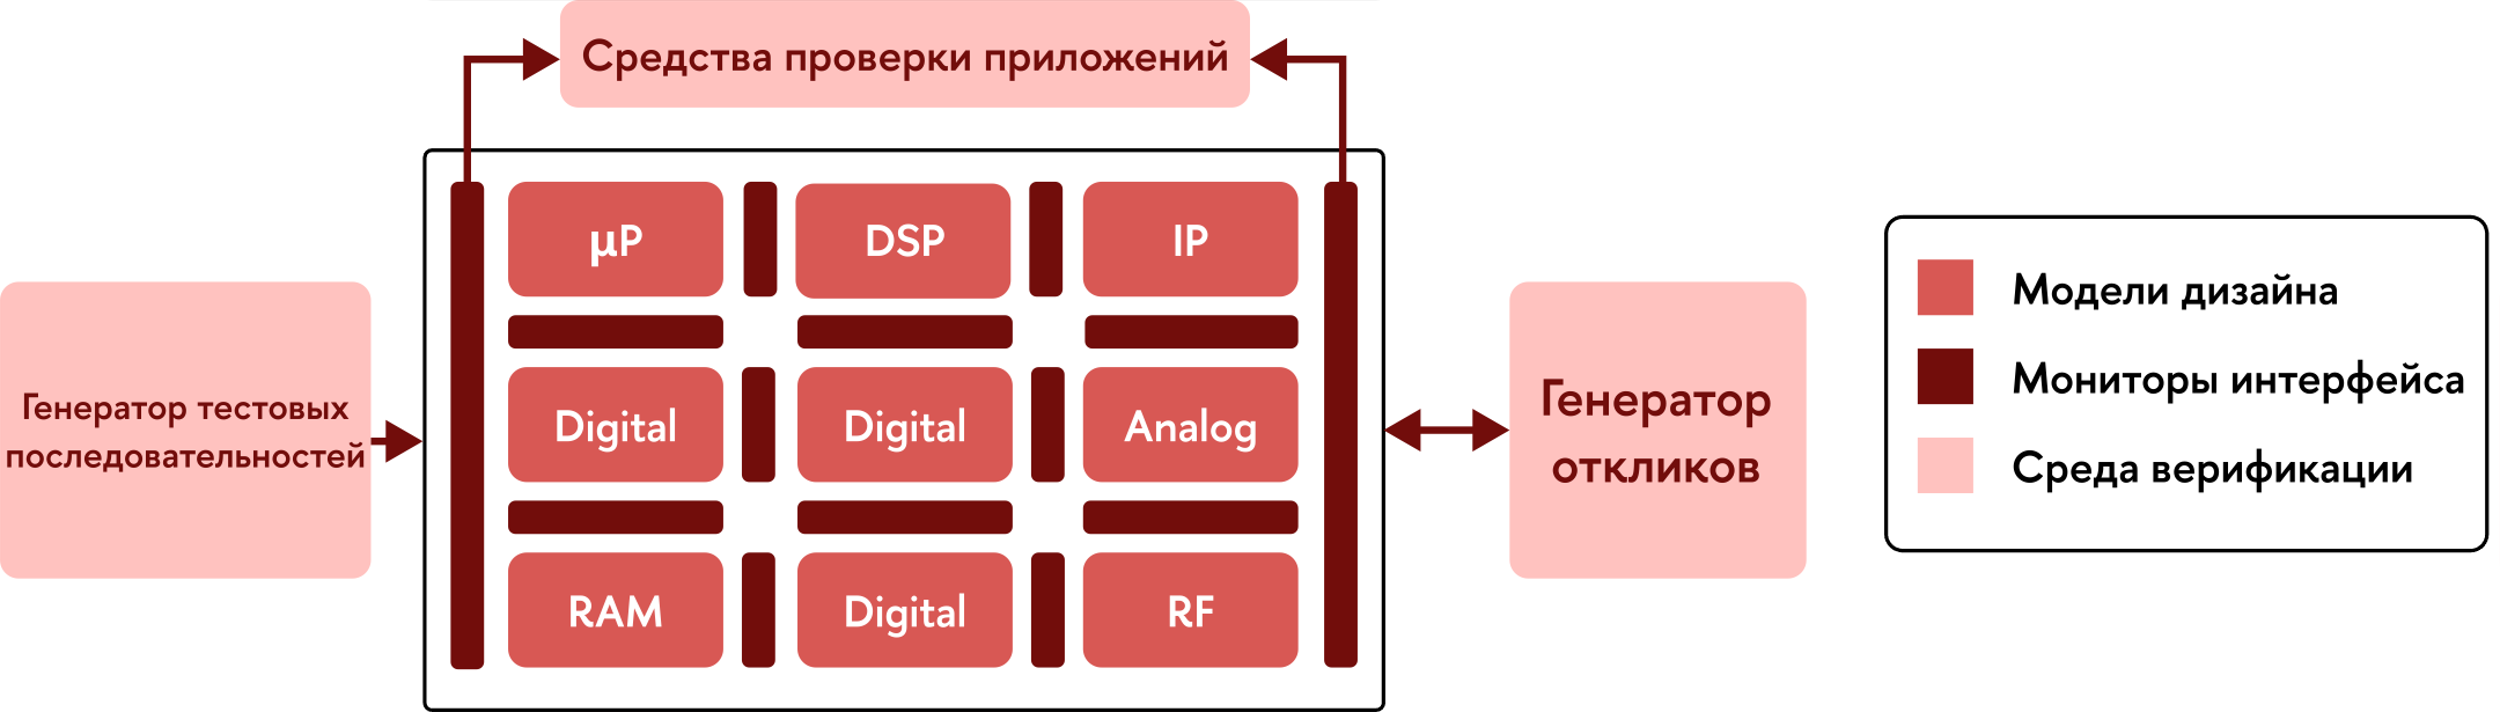 Средства проверки приложений
µP
DSP
IP
Генератор тестовых
последовательностей
Digital
Digital
Analog
RAM
Digital
RF
Генератор
откликов
Модели дизайна
Мониторы интерфейса
Среда верификации